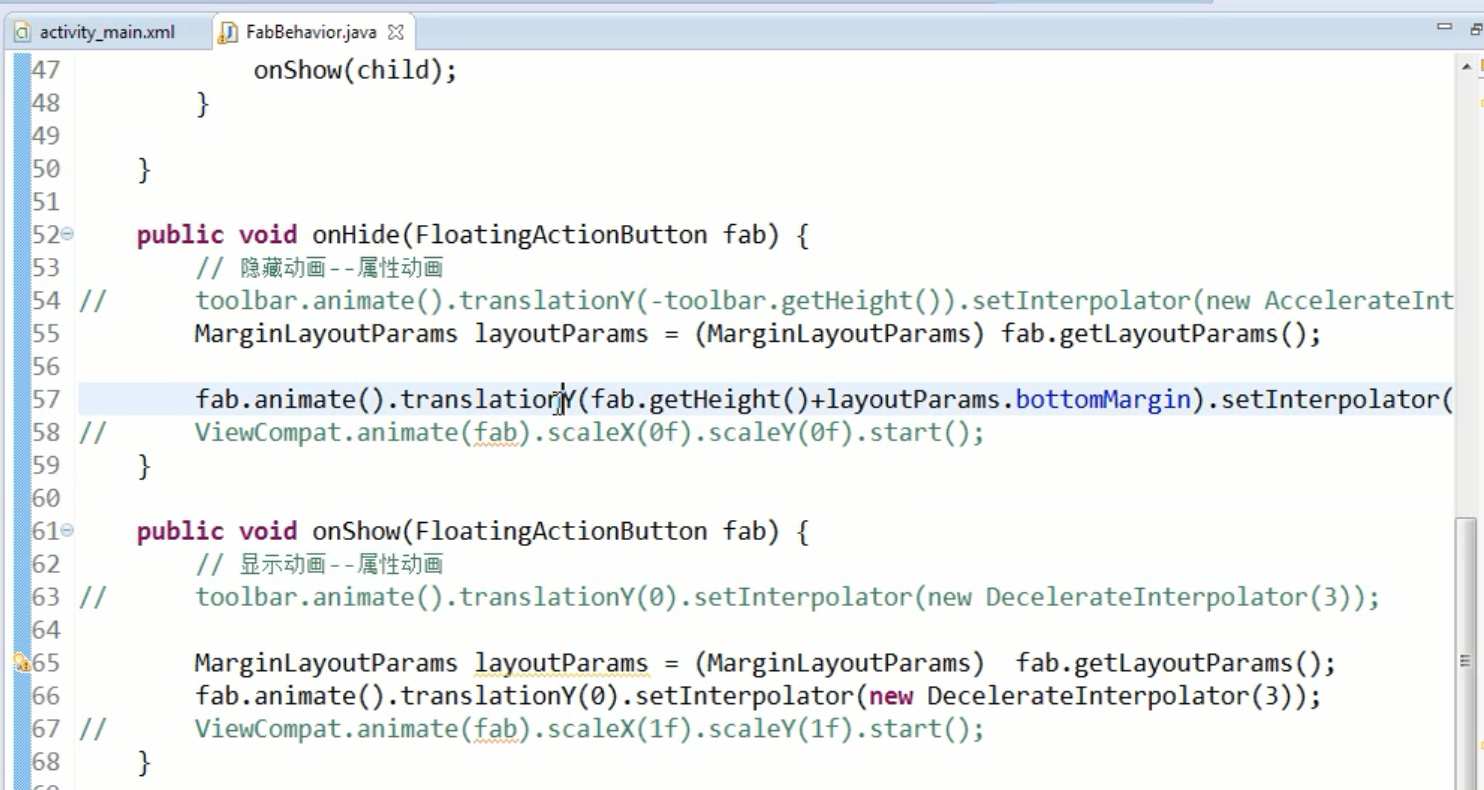 activity_main.xml FabBehavior.java
47 onShow(child);
48 }
49
50 }
51
52 public void onHide(FloatingActionButton fab) {
53 // 隐藏动画--属性动画
54 // toolbar.animate().translationY(-toolbar.getHeight()).setInterpolator(new AccelerateInt
55 MarginLayoutParams layoutParams = (MarginLayoutParams) fab.getLayoutParams();
56
57 fab.animate().translationY(fab.getHeight()+layoutParams.bottomMargin).setInterpolator(
58 // ViewCompat.animate(fab).scaleX(0f).scaleY(0f).start();
59 }
60
61 public void onShow(FloatingActionButton fab) {
62 // 显示动画--属性动画
63 // toolbar.animate().translationY(0).setInterpolator(new DecelerateInterpolator(3));
64
65 MarginLayoutParams layoutParams = (MarginLayoutParams)  fab.getLayoutParams();
66 fab.animate().translationY(0).setInterpolator(new DecelerateInterpolator(3));
67 // ViewCompat.animate(fab).scaleX(1f).scaleY(1f).start();
68 }